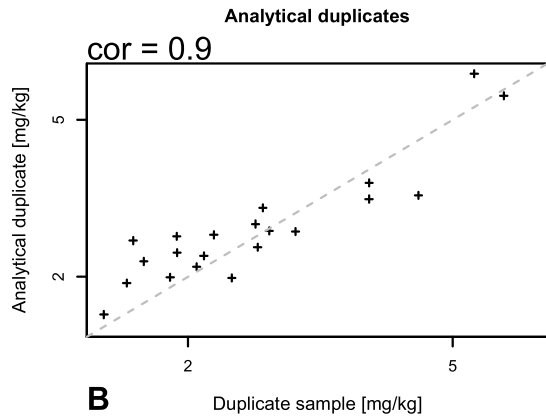 Analytical duplicates
cor = 0.9
Analytical duplicate [mg/kg]
5
2
2
5
B
Duplicate sample [mg/kg]